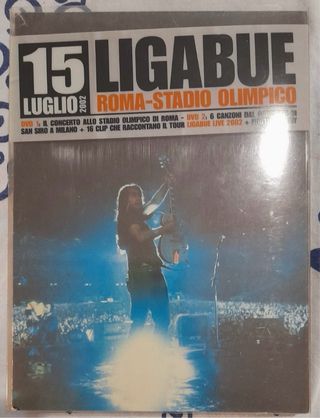 15
LUGLIO
2002
LIGABUE
ROMA-STADIO OLIMPICO
DVD 1: IL CONCERTO ALLO STADIO OLIMPICO DI ROMA - DVD 2: 6 CANZONI DAL
SAN SIRO A MILANO + 16 CLIP CHE RACCONTANO IL TOUR LIGABUE LIVE 2002 +